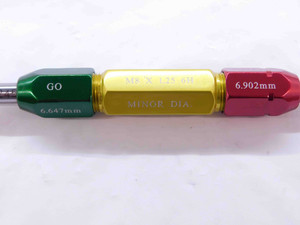 GO
6.647mm
M8 X 1.25 6H
MINOR DIA.
6.902mm